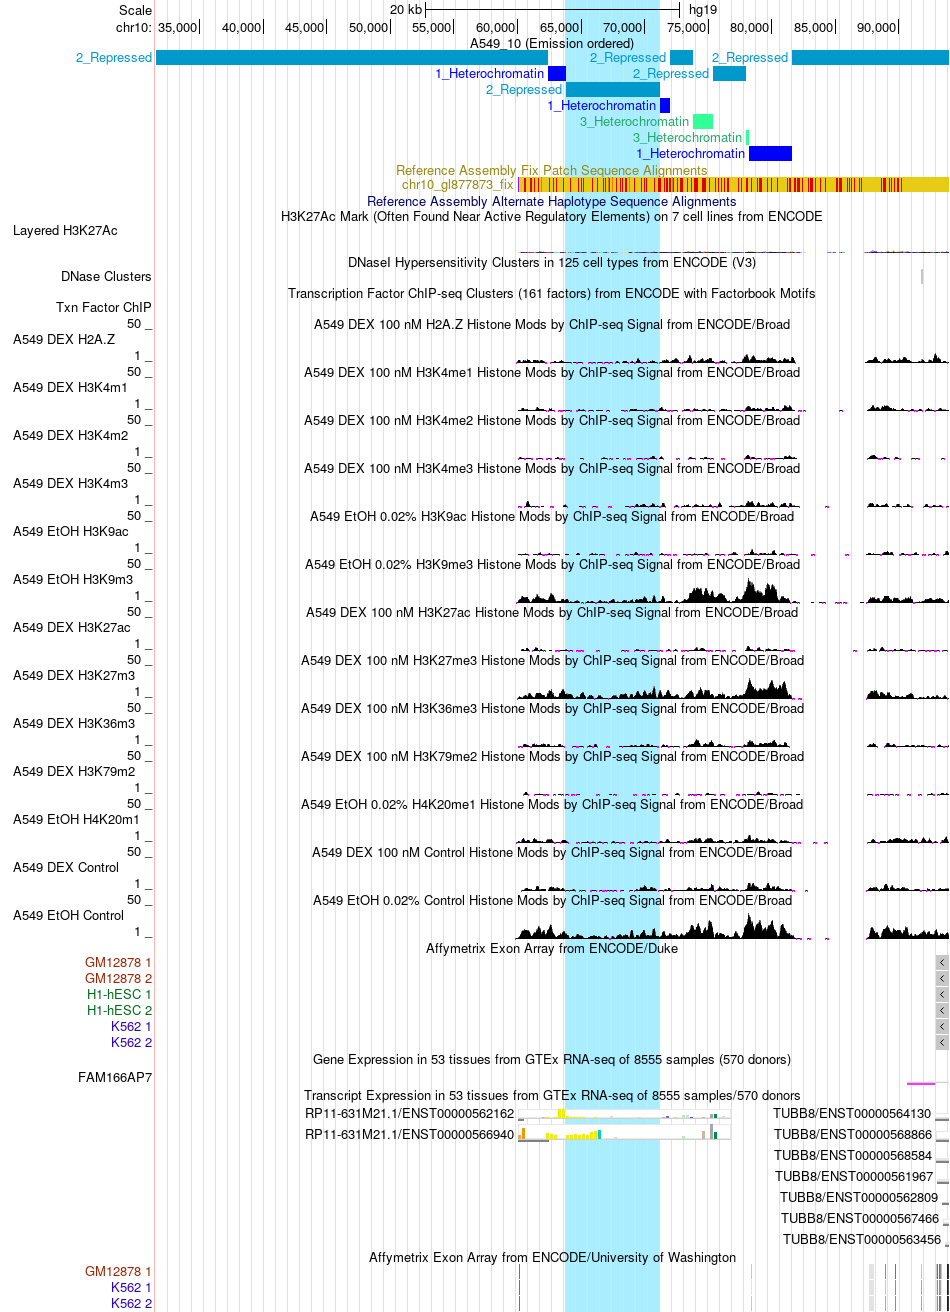 Scale 20 kb hg19
chr10: 35,000 40,000 45,000 50,000 55,000 60,000 65,000 70,000 75,000 80,000 85,000 90,000
A549_10 (Emission ordered)
2_Repressed 2_Repressed 2_Repressed
1_Heterochromatin 2_Repressed
2_Repressed
1_Heterochromatin
3_Heterochromatin
3_Heterochromatin
1_Heterochromatin
Reference Assembly Fix Patch Sequence Alignments
chr10_gl877873_fix
Reference Assembly Alternate Haplotype Sequence Alignments
H3K27Ac Mark (Often Found Near Active Regulatory Elements) on 7 cell lines from ENCODE
Layered H3K27Ac
DNaseI Hypersensitivity Clusters in 125 cell types from ENCODE (V3)
DNase Clusters
Transcription Factor ChIP-seq Clusters (161 factors) from ENCODE with Factorbook Motifs
Txn Factor ChIP
50 _ A549 DEX 100 nM H2A.Z Histone Mods by ChIP-seq Signal from ENCODE/Broad
A549 DEX H2A.Z
1 _
50 _ A549 DEX 100 nM H3K4me1 Histone Mods by ChIP-seq Signal from ENCODE/Broad
A549 DEX H3K4m1
1 _
50 _ A549 DEX 100 nM H3K4me2 Histone Mods by ChIP-seq Signal from ENCODE/Broad
A549 DEX H3K4m2
1 _
50 _ A549 DEX 100 nM H3K4me3 Histone Mods by ChIP-seq Signal from ENCODE/Broad
A549 DEX H3K4m3
1 _
50 _ A549 EtOH 0.02% H3K9ac Histone Mods by ChIP-seq Signal from ENCODE/Broad
A549 EtOH H3K9ac
1 _
50 _ A549 EtOH 0.02% H3K9me3 Histone Mods by ChIP-seq Signal from ENCODE/Broad
A549 EtOH H3K9m3
1 _
50 _ A549 DEX 100 nM H3K27ac Histone Mods by ChIP-seq Signal from ENCODE/Broad
A549 DEX H3K27ac
1 _
50 _ A549 DEX 100 nM H3K27me3 Histone Mods by ChIP-seq Signal from ENCODE/Broad
A549 DEX H3K27m3
1 _
50 _ A549 DEX 100 nM H3K36me3 Histone Mods by ChIP-seq Signal from ENCODE/Broad
A549 DEX H3K36m3
1 _
50 _ A549 DEX 100 nM H3K79me2 Histone Mods by ChIP-seq Signal from ENCODE/Broad
A549 DEX H3K79m2
1 _
50 _ A549 EtOH 0.02% H4K20me1 Histone Mods by ChIP-seq Signal from ENCODE/Broad
A549 EtOH H4K20m1
1 _
50 _ A549 DEX 100 nM Control Histone Mods by ChIP-seq Signal from ENCODE/Broad
A549 DEX Control
1 _
50 _ A549 EtOH 0.02% Control Histone Mods by ChIP-seq Signal from ENCODE/Broad
A549 EtOH Control
1 _
Affymetrix Exon Array from ENCODE/Duke
GM12878 1
GM12878 2
H1-hESC 1
H1-hESC 2
K562 1
K562 2
Gene Expression in 53 tissues from GTEx RNA-seq of 8555 samples (570 donors)
FAM166AP7
Transcript Expression in 53 tissues from GTEx RNA-seq of 8555 samples/570 donors
RP11-631M21.1/ENST00000562162 TUBB8/ENST00000564130
RP11-631M21.1/ENST00000566940 TUBB8/ENST00000568866
TUBB8/ENST00000568584
TUBB8/ENST00000561967
TUBB8/ENST00000562809
TUBB8/ENST00000567466
TUBB8/ENST00000563456
Affymetrix Exon Array from ENCODE/University of Washington
GM12878 1
K562 1
K562 2